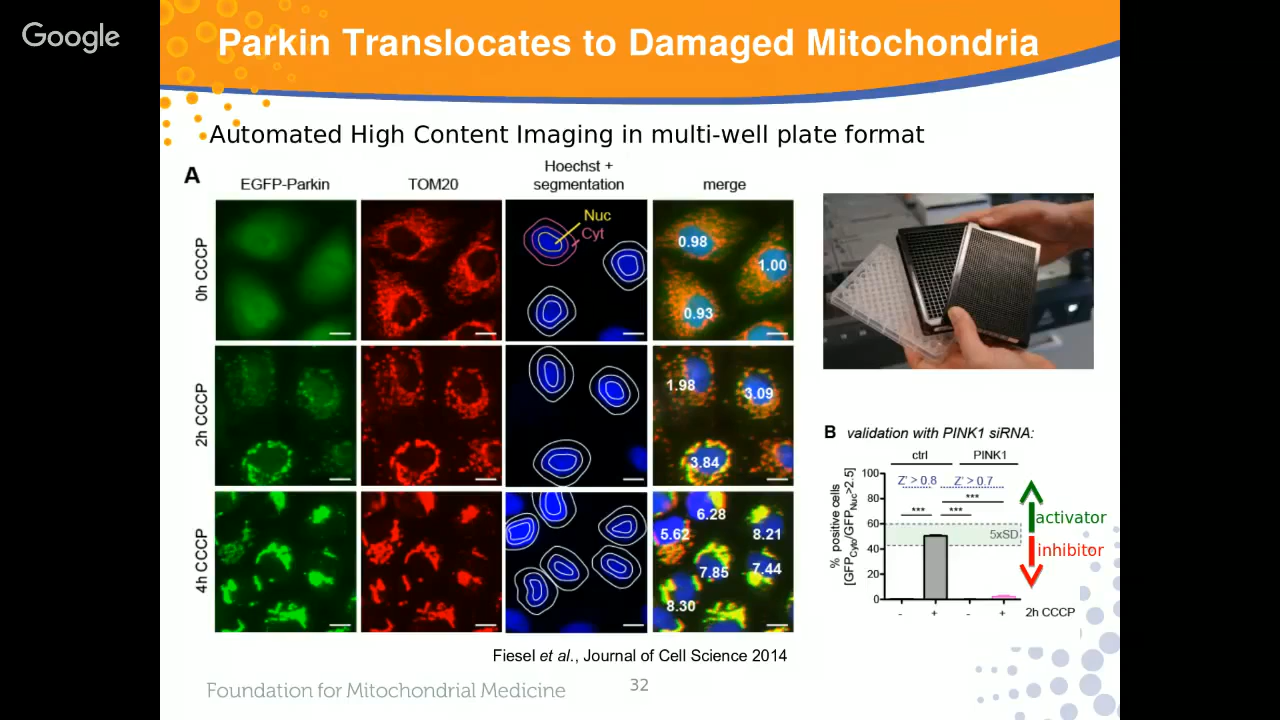 Google
Parkin Translocates to Damaged Mitochondria
Automated High Content Imaging in multi-well plate format
A
EGFP-Parkin
TOM20
Hoechst +
segmentation
merge
0h CCCP
Nuc
Cyt
0.98
1.00
0.93
2h CCCP
1.98
3.09
3.84
4h CCCP
6.28
5.62
8.21
7.85
7.44
8.30
B validation with PINK1 siRNA:
ctrl
PINK1
% positive cells
[GFPCyto/GFPNuc>2.5]
100
80
60
40
20
0
Z' > 0.8
Z' > 0.7
***
***
***
5xSD
activator
inhibitor
- + - + 2h CCCP
Fiesel et al., Journal of Cell Science 2014
Foundation for Mitochondrial Medicine
32